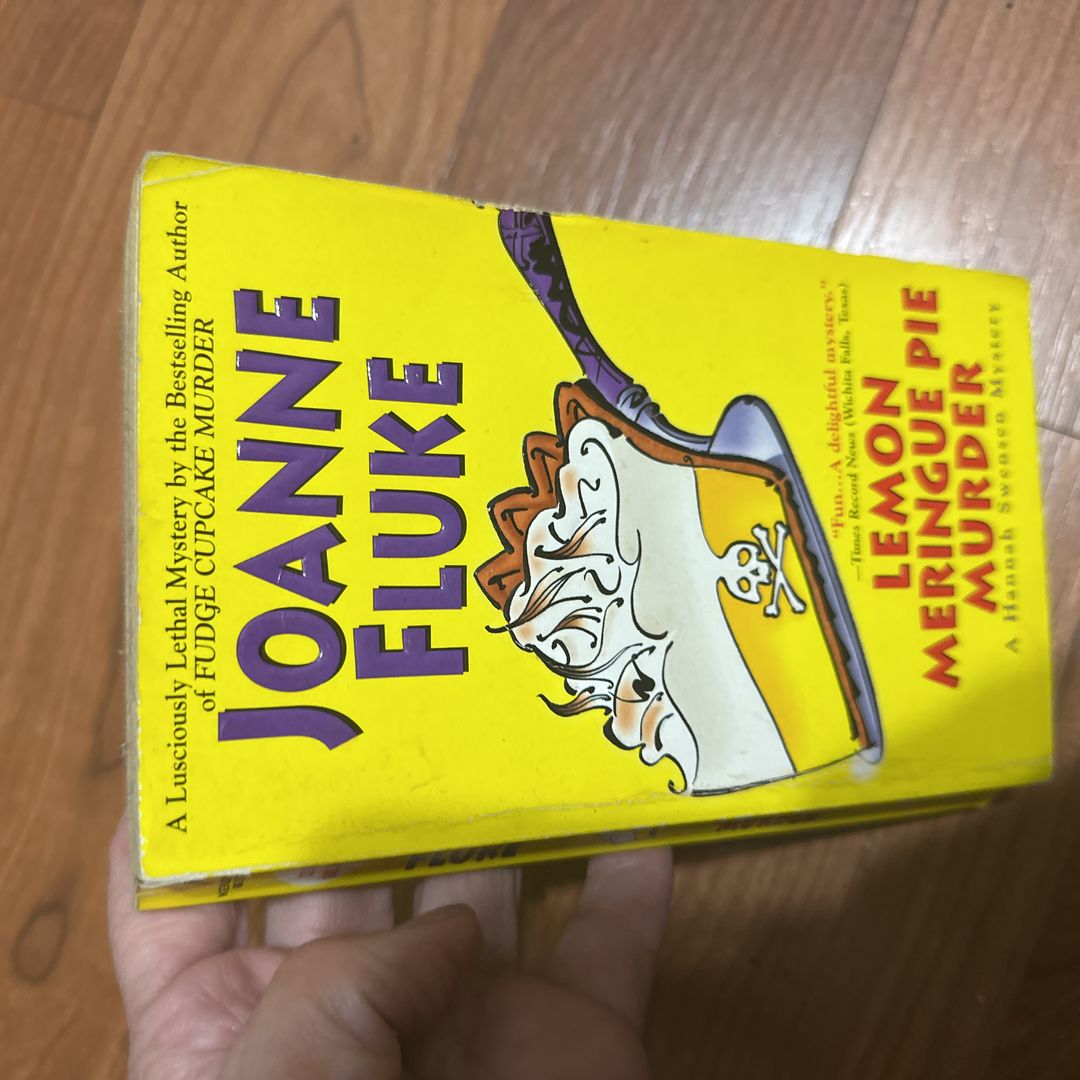 A Lusciously Lethal Mystery by the Bestselling Author
of FUDGE CUPCAKE MURDER
JOANNE
FLUKE
"Fun...A delightful mystery."
—Times Record News (Wichita Falls, Texas)
LEMON
MERINGUE PIE
MURDER
A Hannah Swensen Mystery
FLUKE